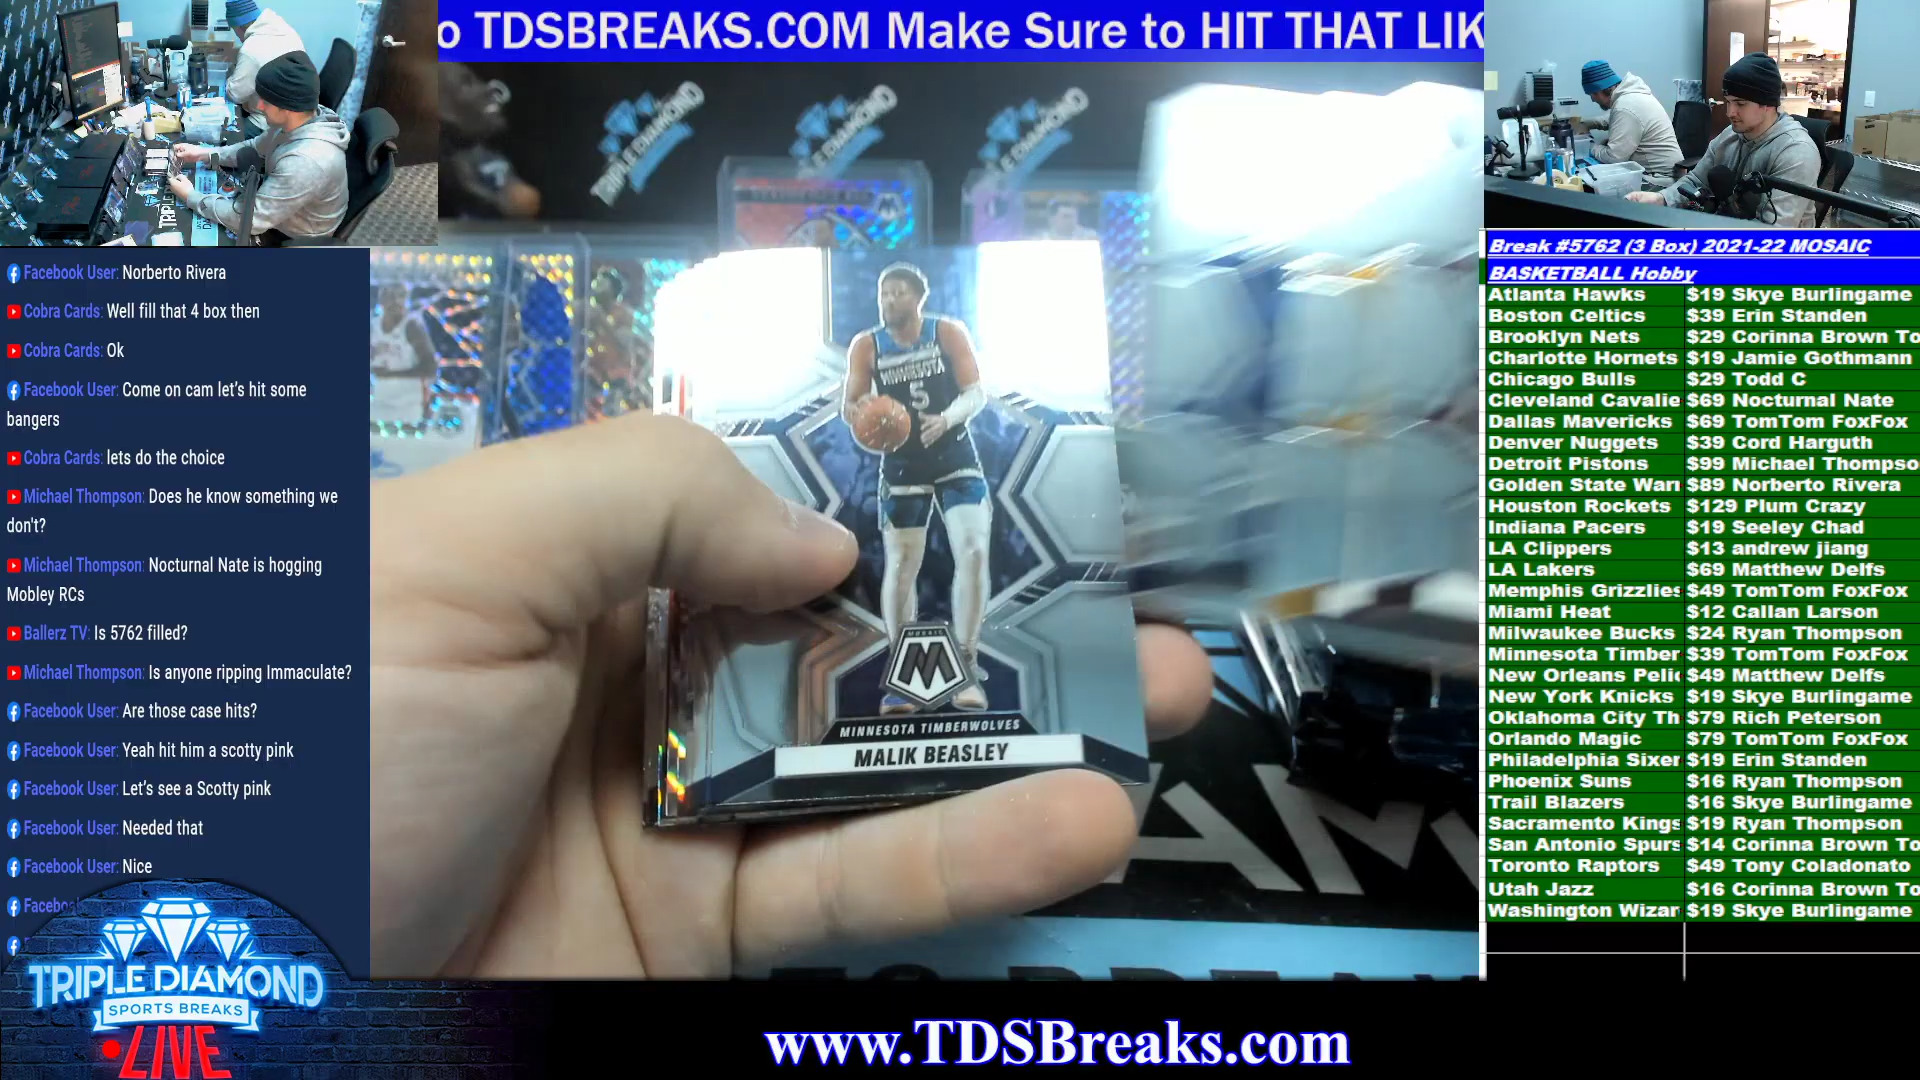 o TDSBREAKS.COM Make Sure to HIT THAT LIK
TRIPLE DIAMOND
TRIPLE DIAMOND
TRIPLE DIAMOND
Facebook User: Norberto Rivera
Cobra Cards: Well fill that 4 box then
Cobra Cards: Ok
Facebook User: Come on cam let's hit some
bangers
Cobra Cards: lets do the choice
Michael Thompson: Does he know something we
don't?
Michael Thompson: Nocturnal Nate is hogging
Mobley RCs
Ballerz TV: Is 5762 filled?
Michael Thompson: Is anyone ripping Immaculate?
Facebook User: Are those case hits?
Facebook User: Yeah hit him a scotty pink
Facebook User: Let's see a Scotty pink
Facebook User: Needed that
Facebook User: Nice
Facebo
TRIPLE DIAMOND
SPORTS BREAKS
LIVE
MINNESOTA
5
MOSAIC
M
MINNESOTA TIMBERWOLVES
MALIK BEASLEY
Break #5762 (3 Box) 2021-22 MOSAIC
BASKETBALL Hobby
Atlanta Hawks $19 Skye Burlingame
Boston Celtics $39 Erin Standen
Brooklyn Nets $29 Corinna Brown To
Charlotte Hornets $19 Jamie Gothmann
Chicago Bulls $29 Todd C
Cleveland Cavalie $69 Nocturnal Nate
Dallas Mavericks $69 TomTom FoxFox
Denver Nuggets $39 Cord Harguth
Detroit Pistons $99 Michael Thompso
Golden State Warr $89 Norberto Rivera
Houston Rockets $129 Plum Crazy
Indiana Pacers $19 Seeley Chad
LA Clippers $13 andrew jiang
LA Lakers $69 Matthew Delfs
Memphis Grizzlies $49 TomTom FoxFox
Miami Heat $12 Callan Larson
Milwaukee Bucks $24 Ryan Thompson
Minnesota Timber $39 TomTom FoxFox
New Orleans Pelic $49 Matthew Delfs
New York Knicks $19 Skye Burlingame
Oklahoma City Th $79 Rich Peterson
Orlando Magic $79 TomTom FoxFox
Philadelphia Sixer $19 Erin Standen
Phoenix Suns $16 Ryan Thompson
Trail Blazers $16 Skye Burlingame
Sacramento Kings $19 Ryan Thompson
San Antonio Spurs $14 Corinna Brown To
Toronto Raptors $49 Tony Coladonato
Utah Jazz $16 Corinna Brown To
Washington Wizar $19 Skye Burlingame
www.TDSBreaks.com